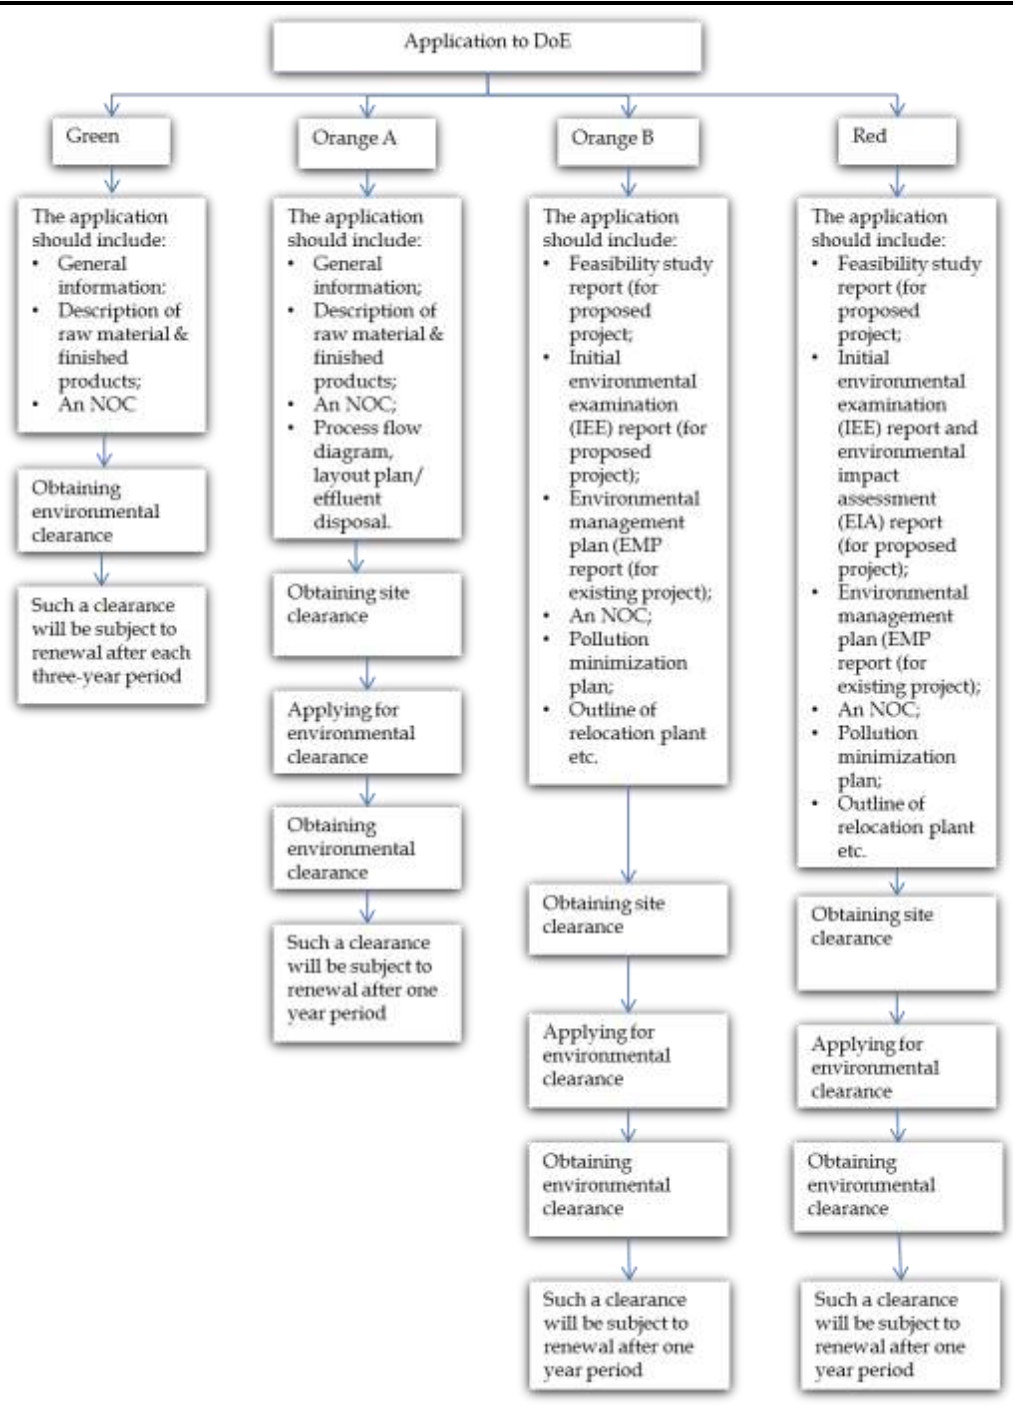 Application to DoE
Green
The application
should include:
• General
information:
• Description of
raw material &
finished
products;
• An NOC
Obtaining
environmental
clearance
Such a clearance
will be subject to
renewal after each
three-year period
Orange A
The application
should include:
• General
information;
• Description of
raw material &
finished
products;
• An NOC;
• Process flow
diagram,
layout plan/
effluent
disposal.
Obtaining site
clearance
Applying for
environmental
clearance
Obtaining
environmental
clearance
Such a clearance
will be subject to
renewal after one
year period
Orange B
The application
should include:
• Feasibility study
report (for
proposed
project;
• Initial
environmental
examination
(IEE) report (for
proposed
project);
• Environmental
management
plan (EMP
report (for
existing project);
• An NOC;
• Pollution
minimization
plan;
• Outline of
relocation plant
etc.
Obtaining site
clearance
Applying for
environmental
clearance
Obtaining
environmental
clearance
Such a clearance
will be subject to
renewal after one
year period
Red
The application
should include:
• Feasibility study
report (for
proposed
project;
• Initial
environmental
examination
(IEE) report and
environmental
impact
assessment
(EIA) report
(for proposed
project);
• Environmental
management
plan (EMP
report (for
existing project);
• An NOC;
• Pollution
minimization
plan;
• Outline of
relocation plant
etc.
Obtaining site
clearance
Applying for
environmental
clearance
Obtaining
environmental
clearance
Such a clearance
will be subject to
renewal after one
year period